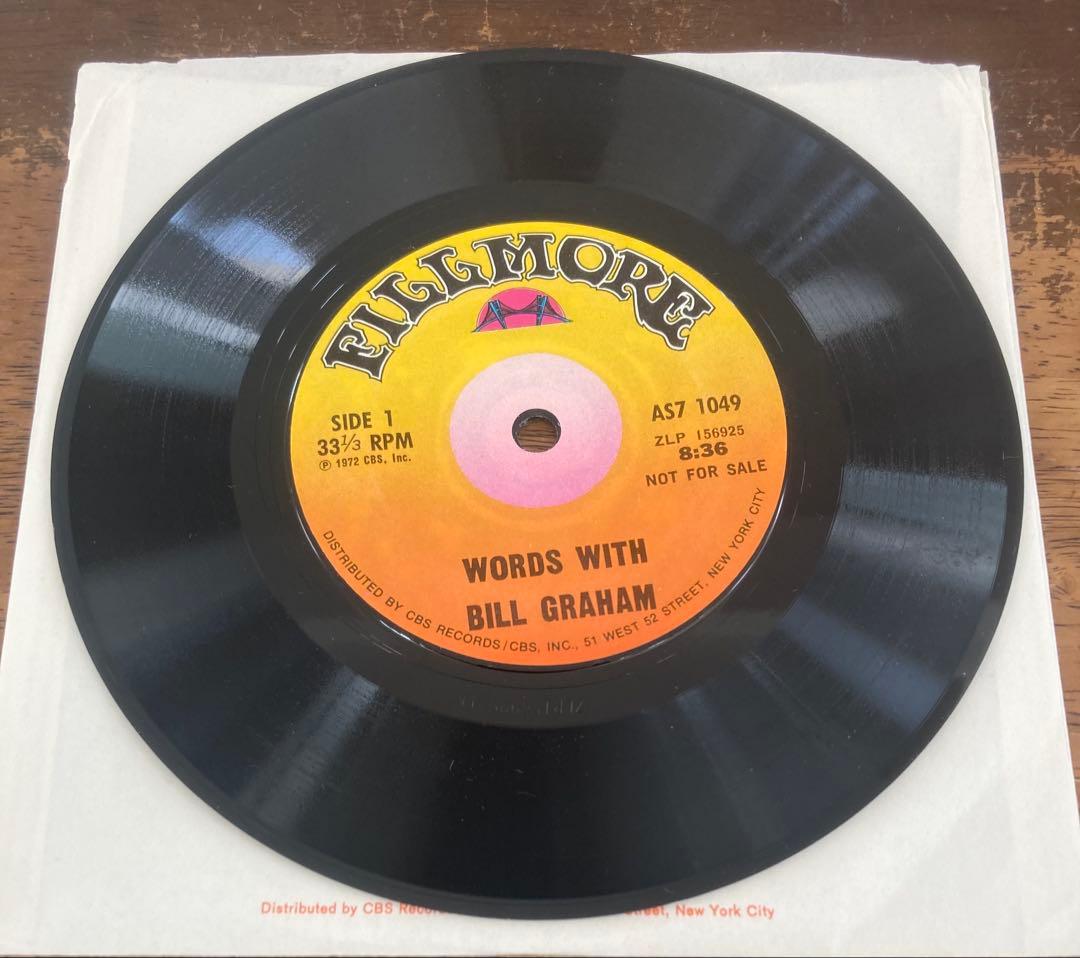 FILLMORE
SIDE 1
33⅓ RPM
℗ 1972 CBS, Inc.
AS7 1049
ZLP 156925
8:36
NOT FOR SALE
WORDS WITH
BILL GRAHAM
DISTRIBUTED BY CBS RECORDS/CBS, INC., 51 WEST 52 STREET, NEW YORK CITY
Distributed by CBS New York City